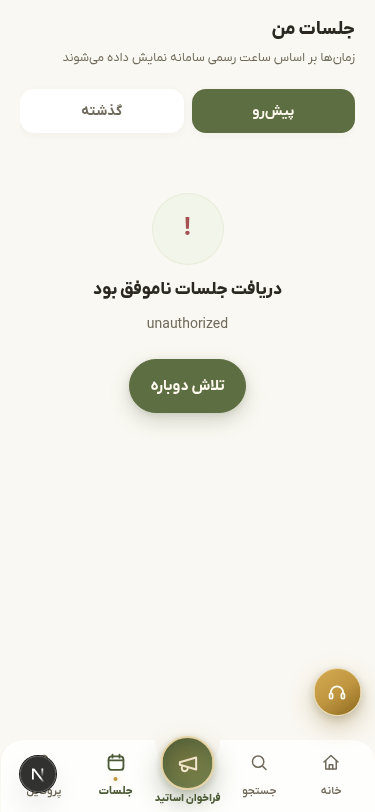 جلسات من
زمان‌ها بر اساس ساعت رسمی سامانه نمایش داده می‌شوند
پیش‌رو
گذشته
!
دریافت جلسات ناموفق بود
unauthorized
تلاش دوباره
خانه
جستجو
فراخوان اساتید
جلسات
پروفایل
N